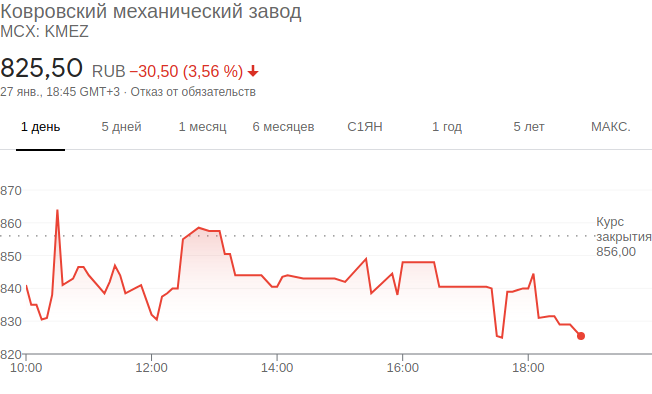 Ковровский механический завод
MCX: KMEZ
825,50 RUB −30,50 (3,56 %)
27 янв., 18:45 GMT+3 · Отказ от обязательств
1 день 5 дней 1 месяц 6 месяцев С1ЯН 1 год 5 лет МАКС.
870
860
850
840
830
820
Курс
закрытия
856,00
10:00 12:00 14:00 16:00 18:00